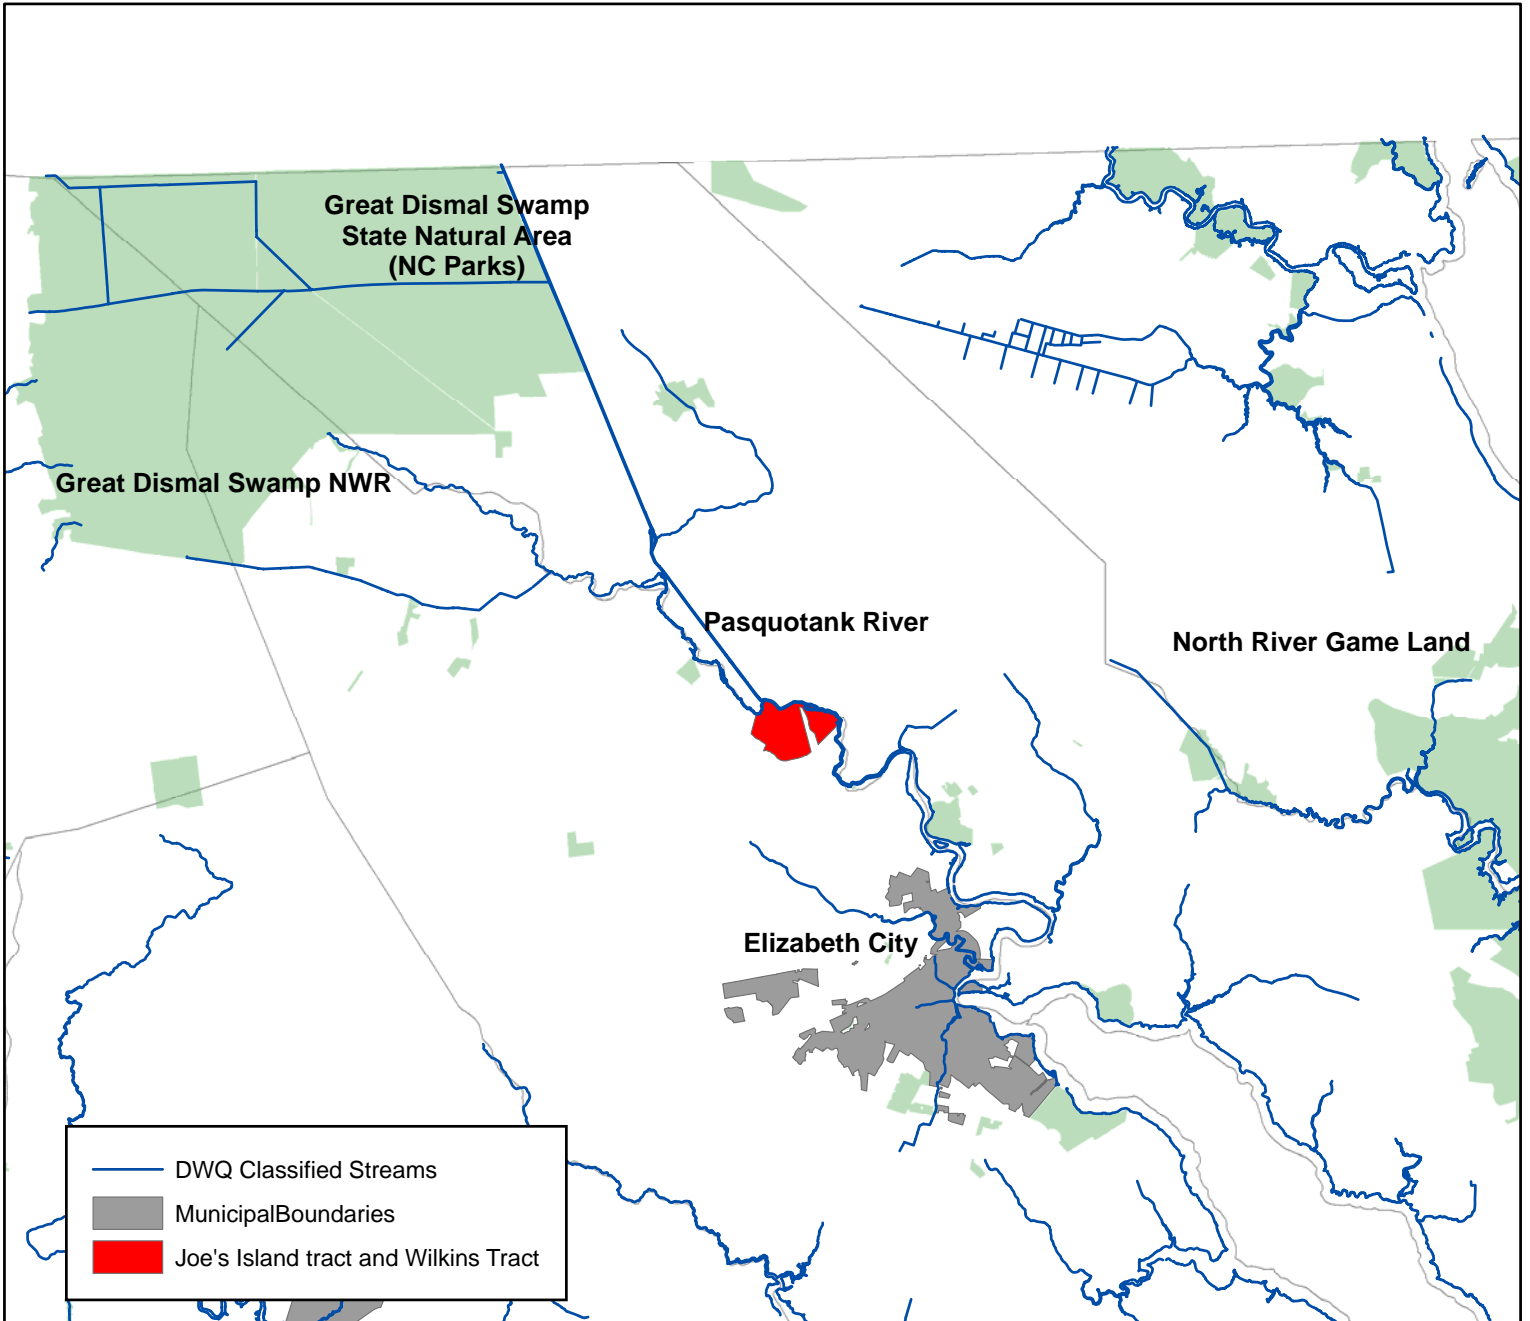 Great Dismal Swamp
State Natural Area
(NC Parks)
Great Dismal Swamp NWR
Pasquotank River
North River Game Land
Elizabeth City
DWQ Classified Streams
MunicipalBoundaries
Joe's Island tract and Wilkins Tract